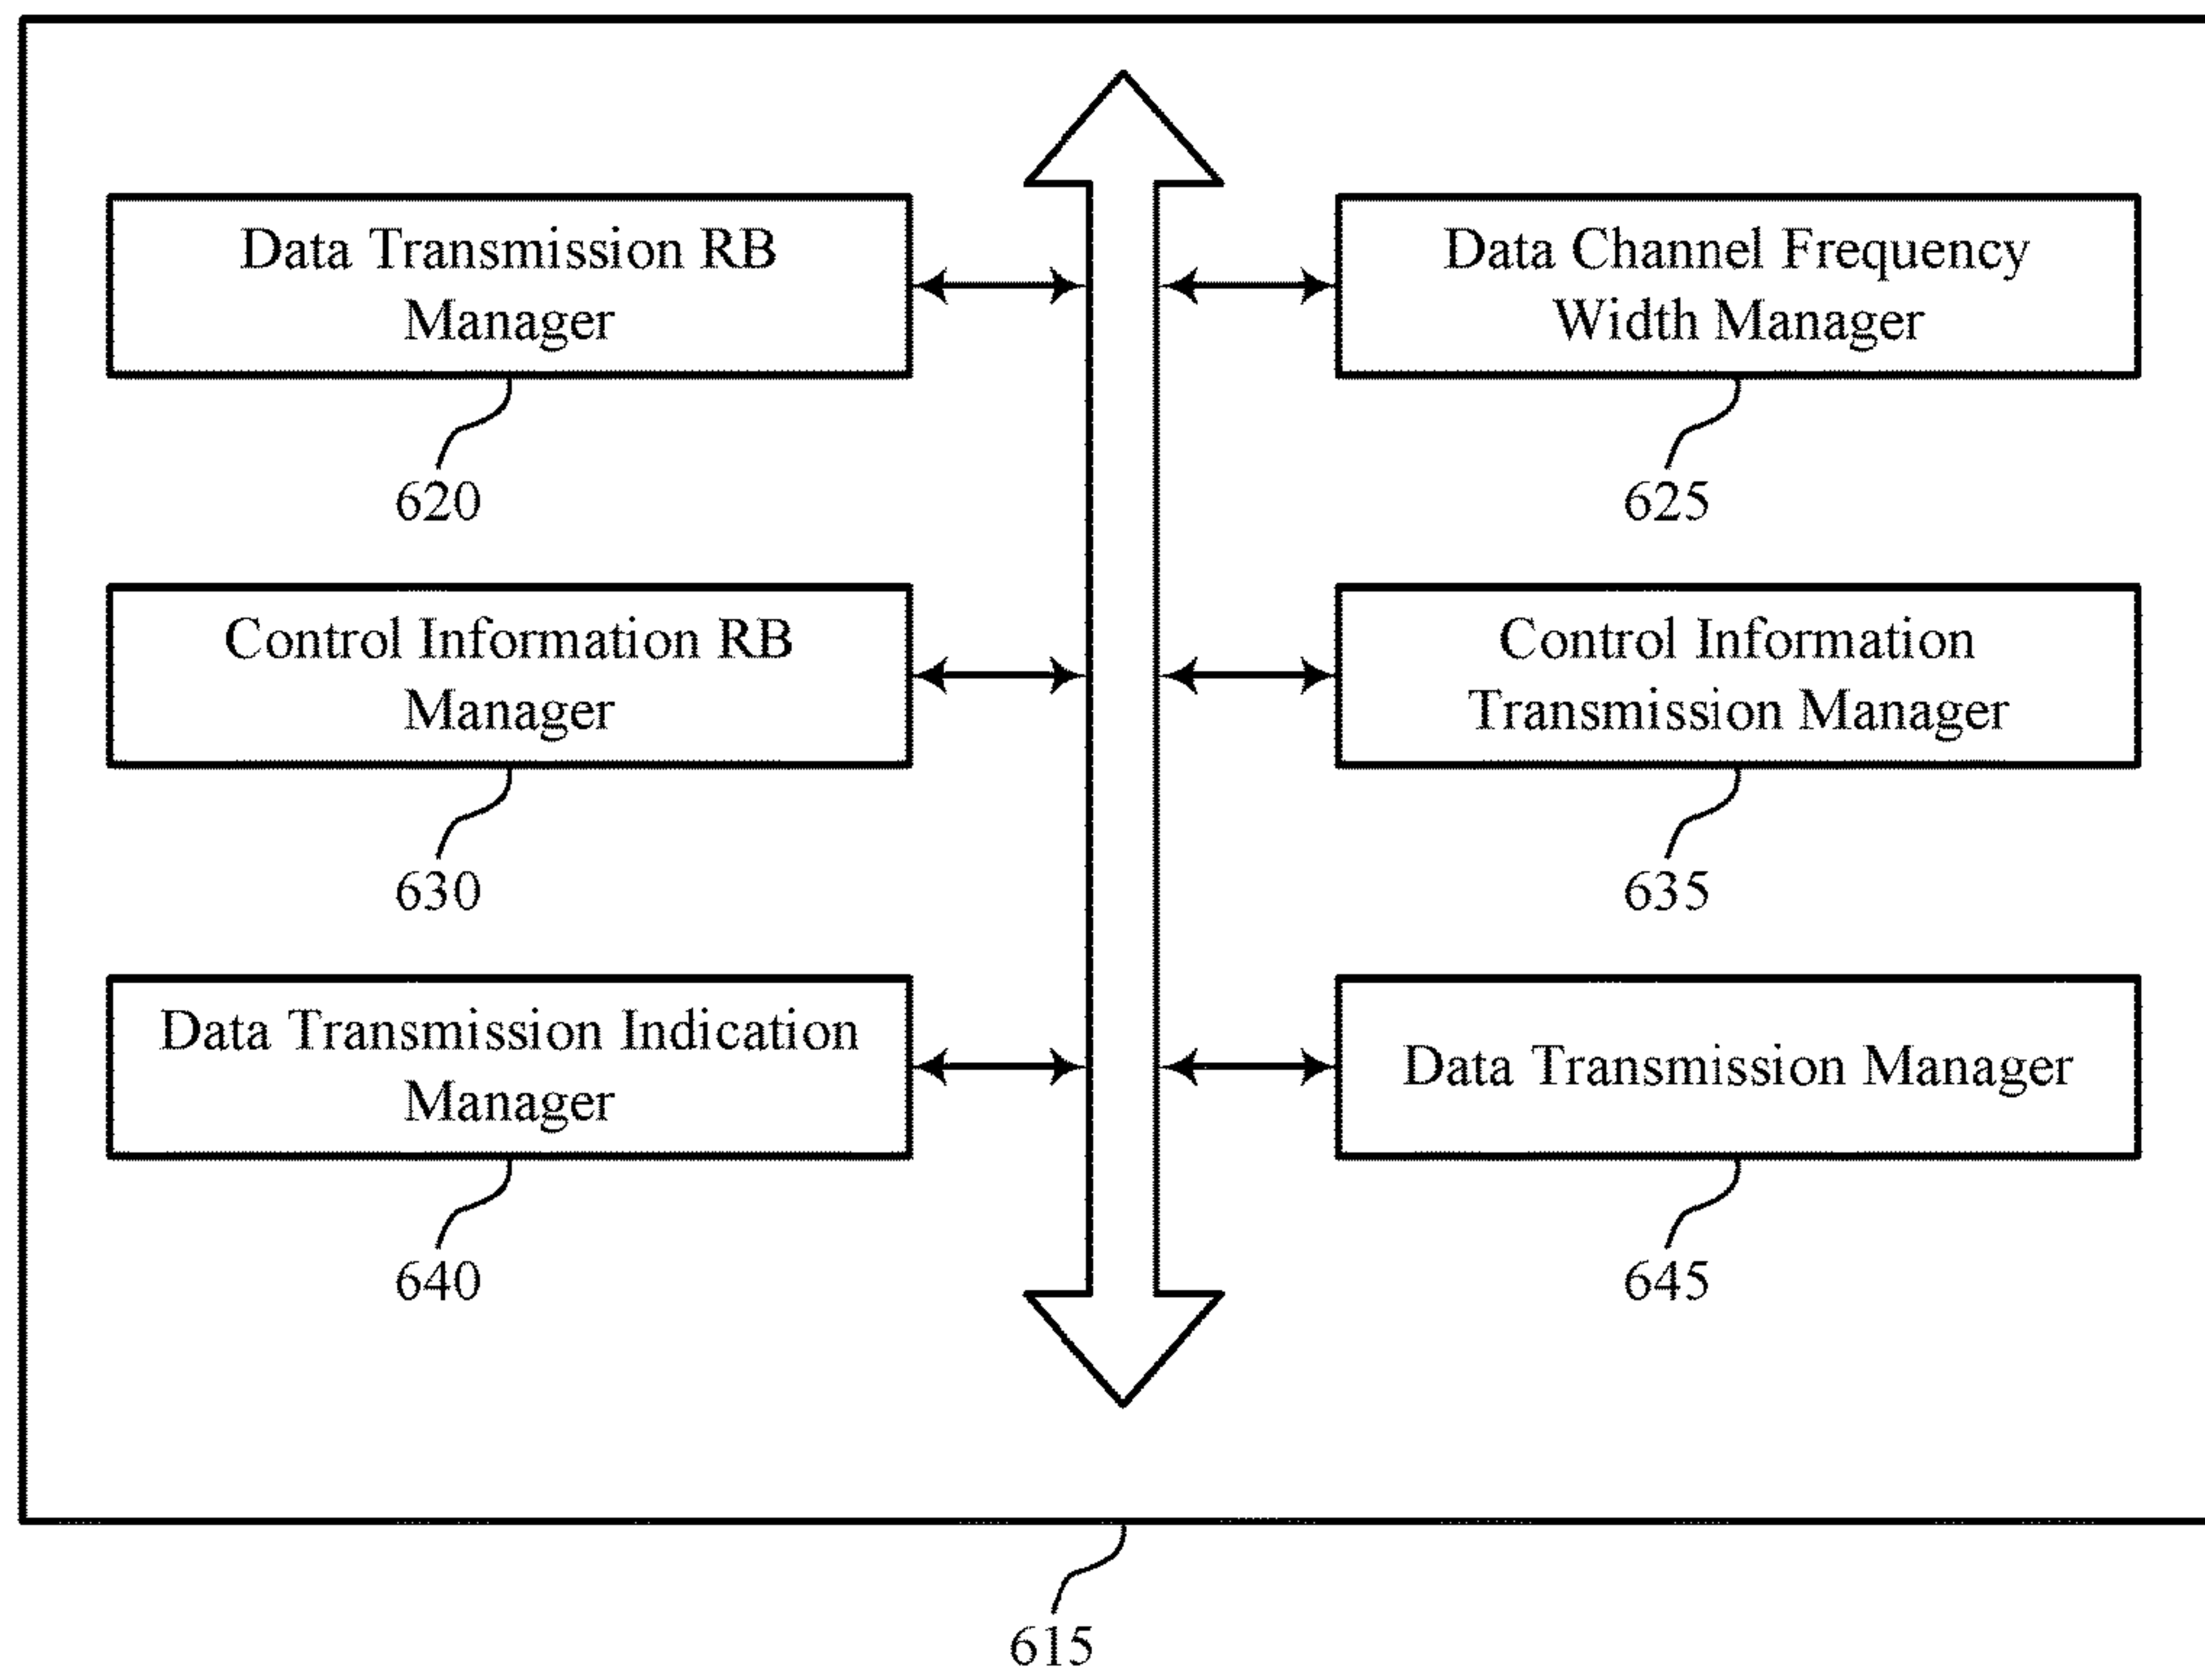 Data Transmission RB
Manager
620
Data Channel Frequency
Width Manager
625
Control Information RB
Manager
630
Control Information
Transmission Manager
635
Data Transmission Indication
Manager
640
Data Transmission Manager
645
615